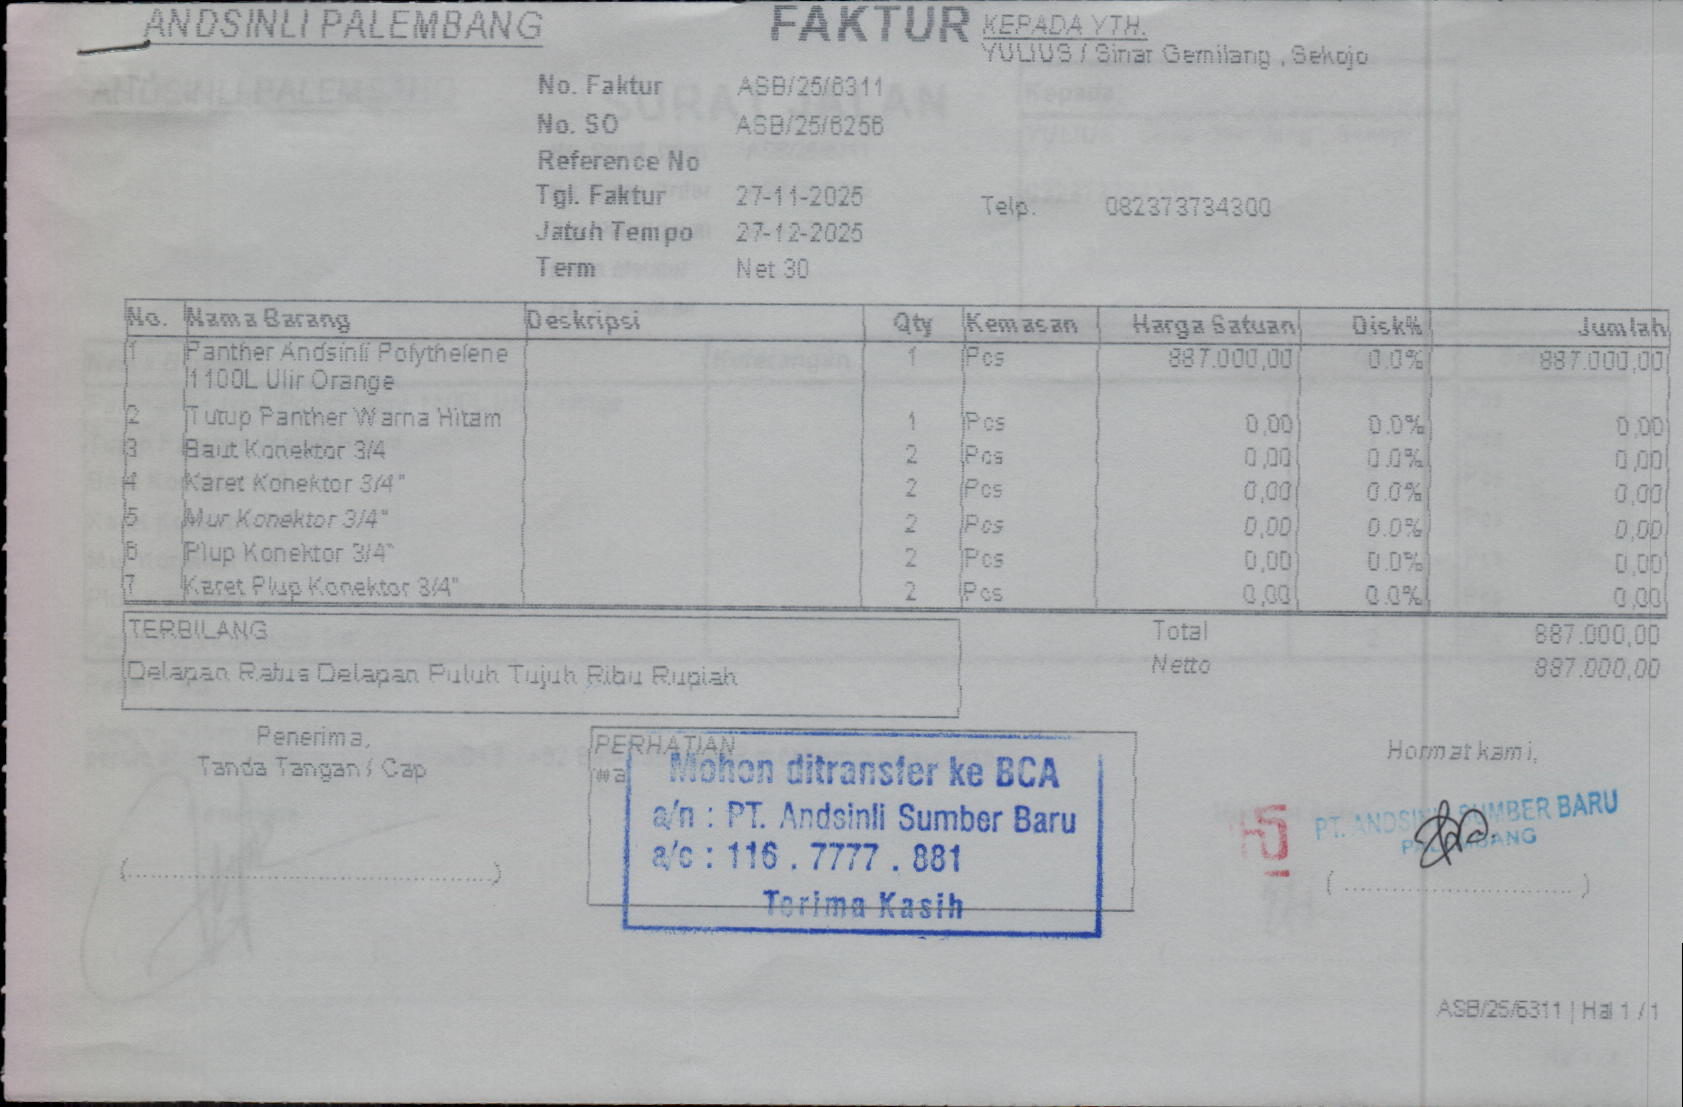 ANDSINLI PALEMBANG
FAKTUR
KEPADA YTH.
YULIUS / Sinar Gemilang , Sekojo
No. Faktur ASB/25/6311
No. SO ASB/25/6256
Reference No
Tgl. Faktur 27-11-2025
Telp. 082373734300
Jatuh Tempo 27-12-2025
Term Net 30
No. Nama Barang Deskripsi Qty Kemasan Harga Satuan Disk% Jumlah
1 Panther Andsinli Polythelene 1 Pcs 887.000,00 0.0% 887.000,00
1100L Ulir Orange
2 Tutup Panther Warna Hitam 1 Pcs 0,00 0.0% 0,00
3 Baut Konektor 3/4 2 Pcs 0,00 0.0% 0,00
4 Karet Konektor 3/4" 2 Pcs 0,00 0.0% 0,00
5 Mur Konektor 3/4" 2 Pcs 0,00 0.0% 0,00
6 Plup Konektor 3/4" 2 Pcs 0,00 0.0% 0,00
7 Karet Plup Konektor 3/4" 2 Pcs 0,00 0.0% 0,00
TERBILANG
Delapan Ratus Delapan Puluh Tujuh Ribu Rupiah
Total 887.000,00
Netto 887.000,00
Penerima,
Tanda Tangan / Cap
(..........................................)
PERHATIAN
Mohon ditransfer ke BCA
a/n : PT. Andsinli Sumber Baru
a/c : 116 . 7777 . 881
Terima Kasih
Hormat kami,
PT. ANDSINLI SUMBER BARU
PALEMBANG
( .......................... )
ASB/25/6311 | Hal 1 / 1